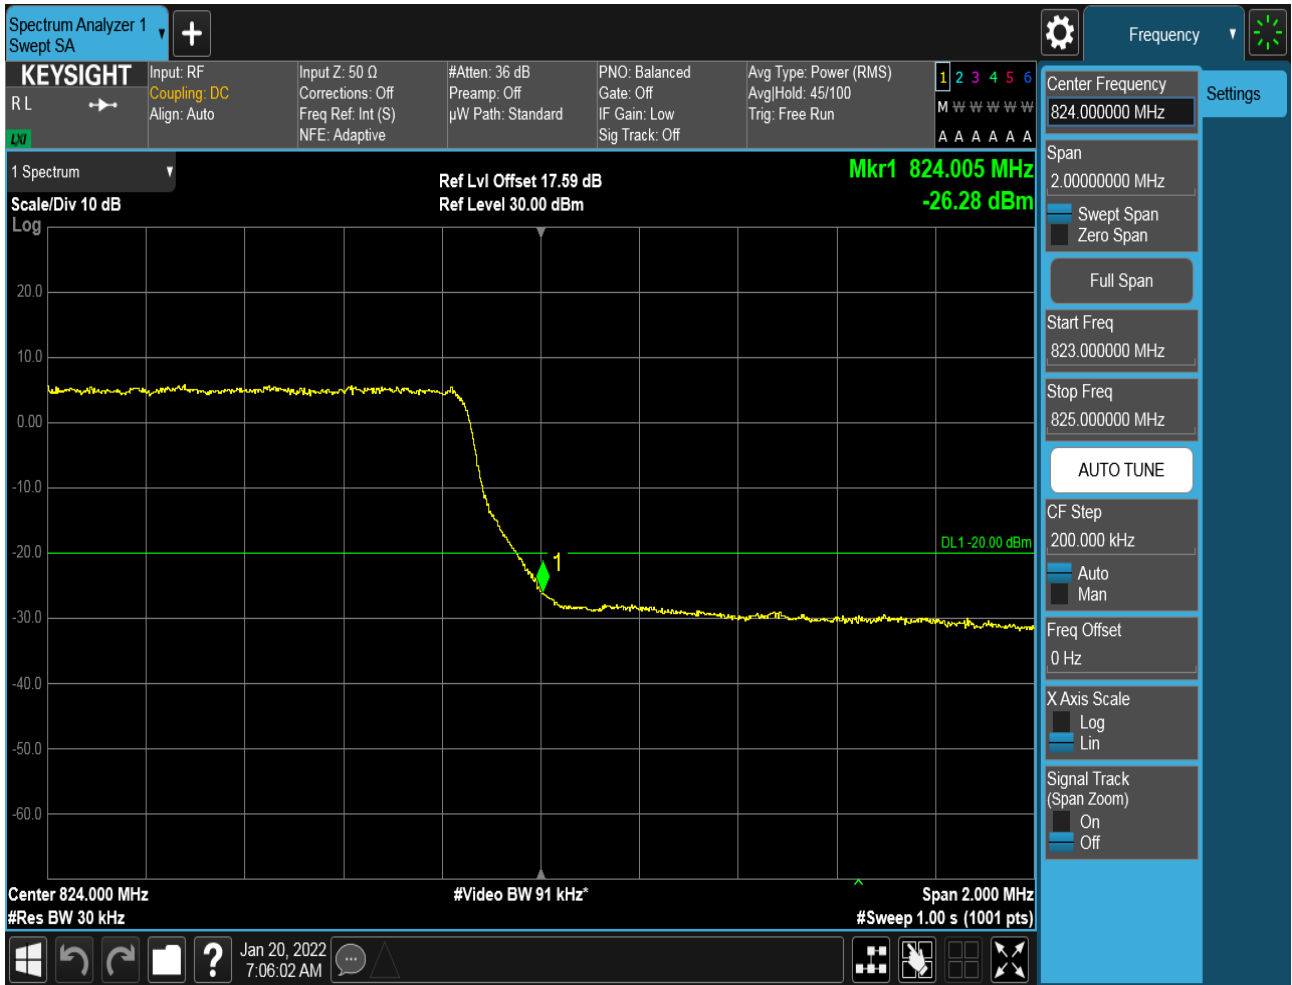 Spectrum Analyzer 1
Swept SA
Frequency
KEYSIGHT
R L
LXI
Input: RF
Coupling: DC
Align: Auto
Input Z: 50 Ω
Corrections: Off
Freq Ref: Int (S)
NFE: Adaptive
#Atten: 36 dB
Preamp: Off
µW Path: Standard
PNO: Balanced
Gate: Off
IF Gain: Low
Sig Track: Off
Avg Type: Power (RMS)
Avg|Hold: 45/100
Trig: Free Run
1 2 3 4 5 6
M W W W W W
A A A A A A
1 Spectrum
Scale/Div 10 dB
Log
Ref Lvl Offset 17.59 dB
Ref Level 30.00 dBm
Mkr1 824.005 MHz
-26.28 dBm
20.0
10.0
0.00
-10.0
-20.0
-30.0
-40.0
-50.0
-60.0
DL1 -20.00 dBm
1
Center 824.000 MHz
#Res BW 30 kHz
#Video BW 91 kHz*
Span 2.000 MHz
#Sweep 1.00 s (1001 pts)
?
Jan 20, 2022
7:06:02 AM
Center Frequency
824.000000 MHz
Settings
Span
2.00000000 MHz
Swept Span
Zero Span
Full Span
Start Freq
823.000000 MHz
Stop Freq
825.000000 MHz
AUTO TUNE
CF Step
200.000 kHz
Auto
Man
Freq Offset
0 Hz
X Axis Scale
Log
Lin
Signal Track
(Span Zoom)
On
Off